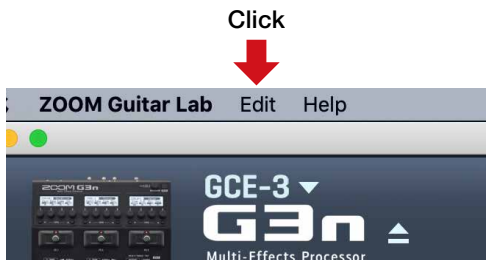 Click
ZOOM Guitar Lab Edit Help
GCE-3
ZOOM G3n
G3n
Multi-Effects Processor